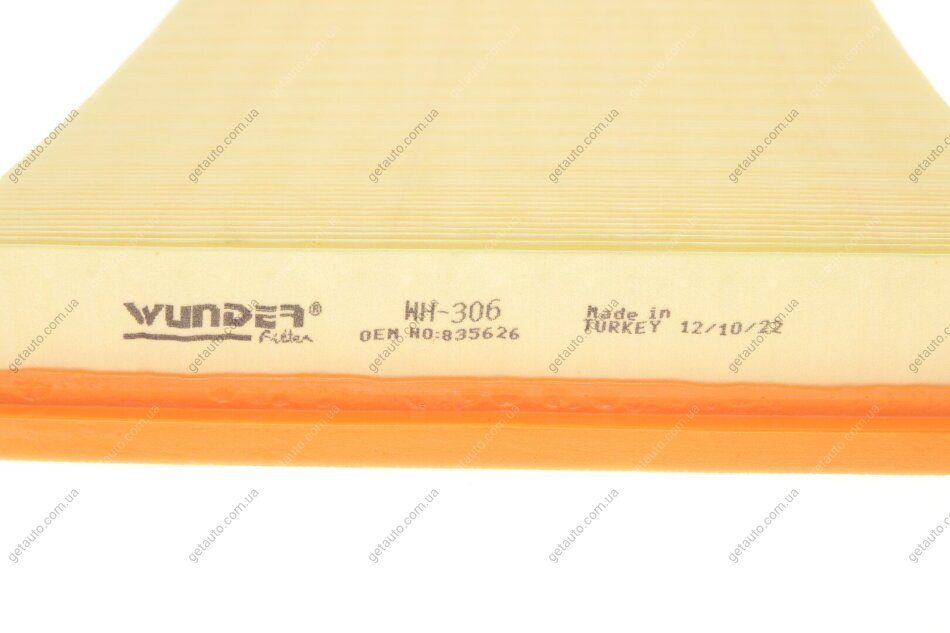 WUNDER®
Filter
WH-306
OEM NO:835626
Made in
TURKEY 12/10/22
getauto.com.ua